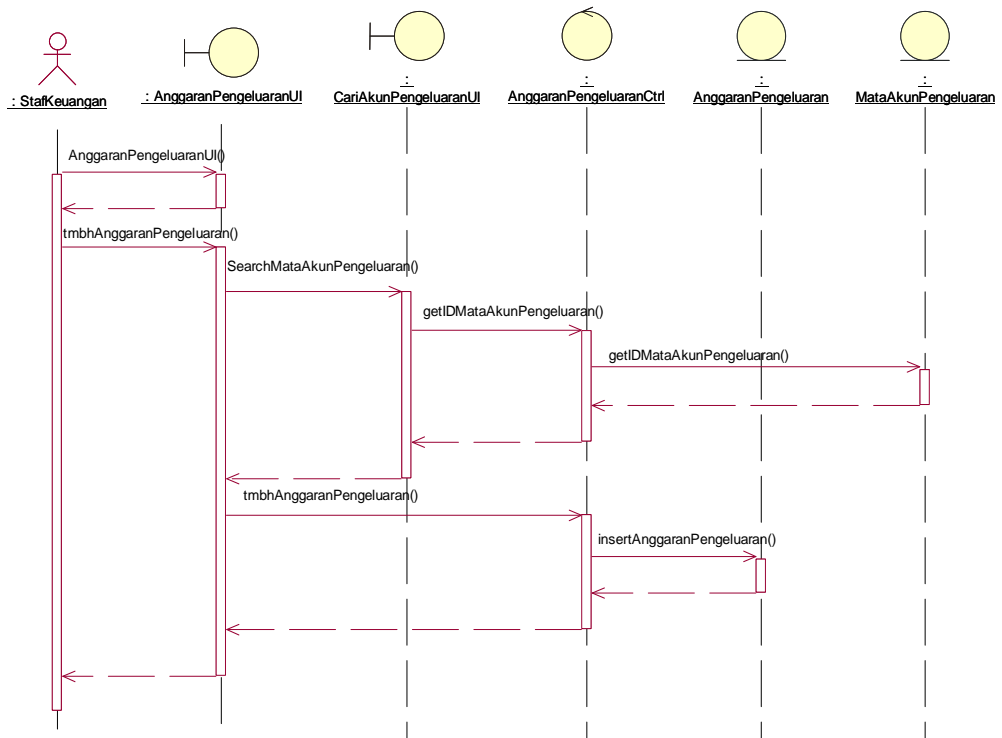 : StafKeuangan
: AnggaranPengeluaranUI
:
CariAkunPengeluaranUI
:
AnggaranPengeluaranCtrl
:
AnggaranPengeluaran
:
MataAkunPengeluaran
AnggaranPengeluaranUI()
tmbhAnggaranPengeluaran()
SearchMataAkunPengeluaran()
getIDMataAkunPengeluaran()
getIDMataAkunPengeluaran()
tmbhAnggaranPengeluaran()
insertAnggaranPengeluaran()